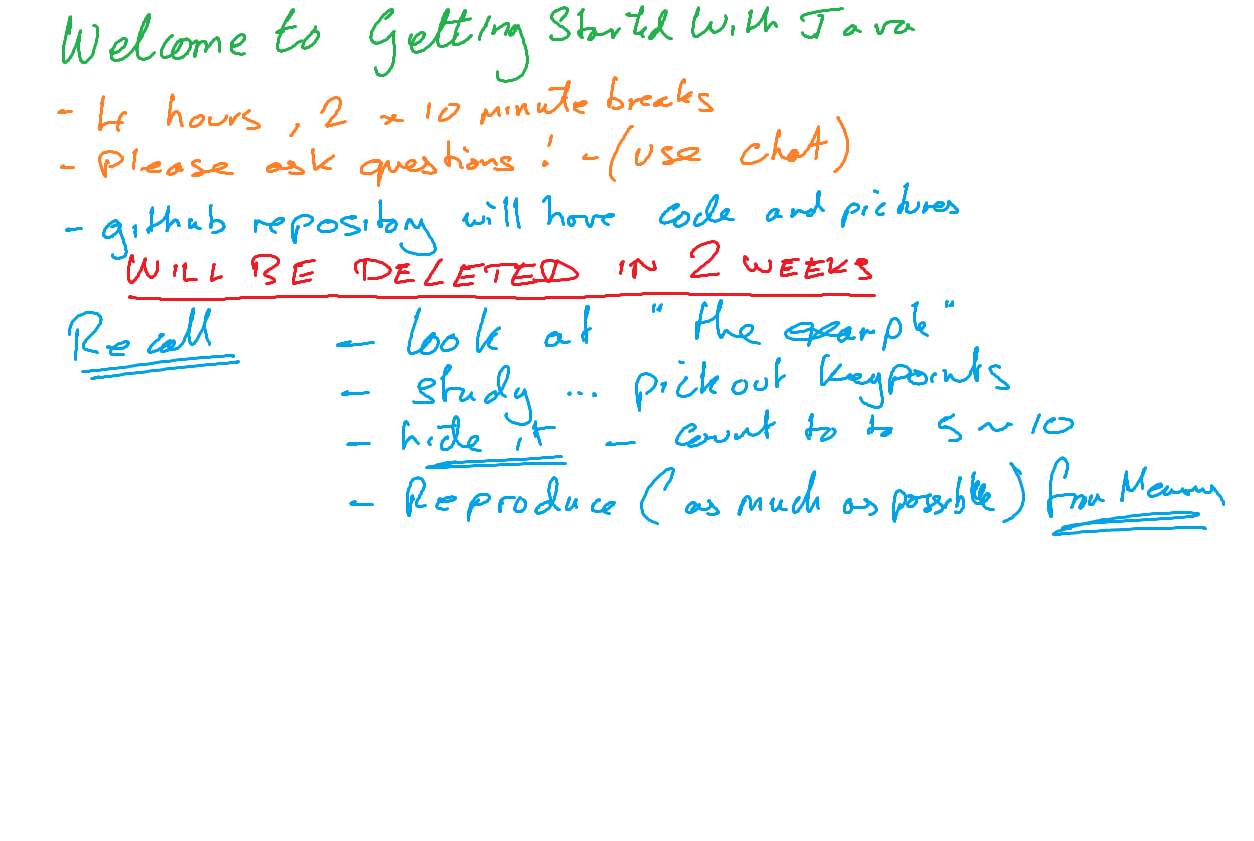 Welcome to Getting Started With Java
- 4 hours, 2 x 10 minute breaks
- Please ask questions! - (use chat)
- github repository will have code and pictures
WILL BE DELETED IN 2 WEEKS
Recall - look at "the example"
- study ... pick out key points
- hide it - count to to 5 ~ 10
- Reproduce (as much as possible) from Memory